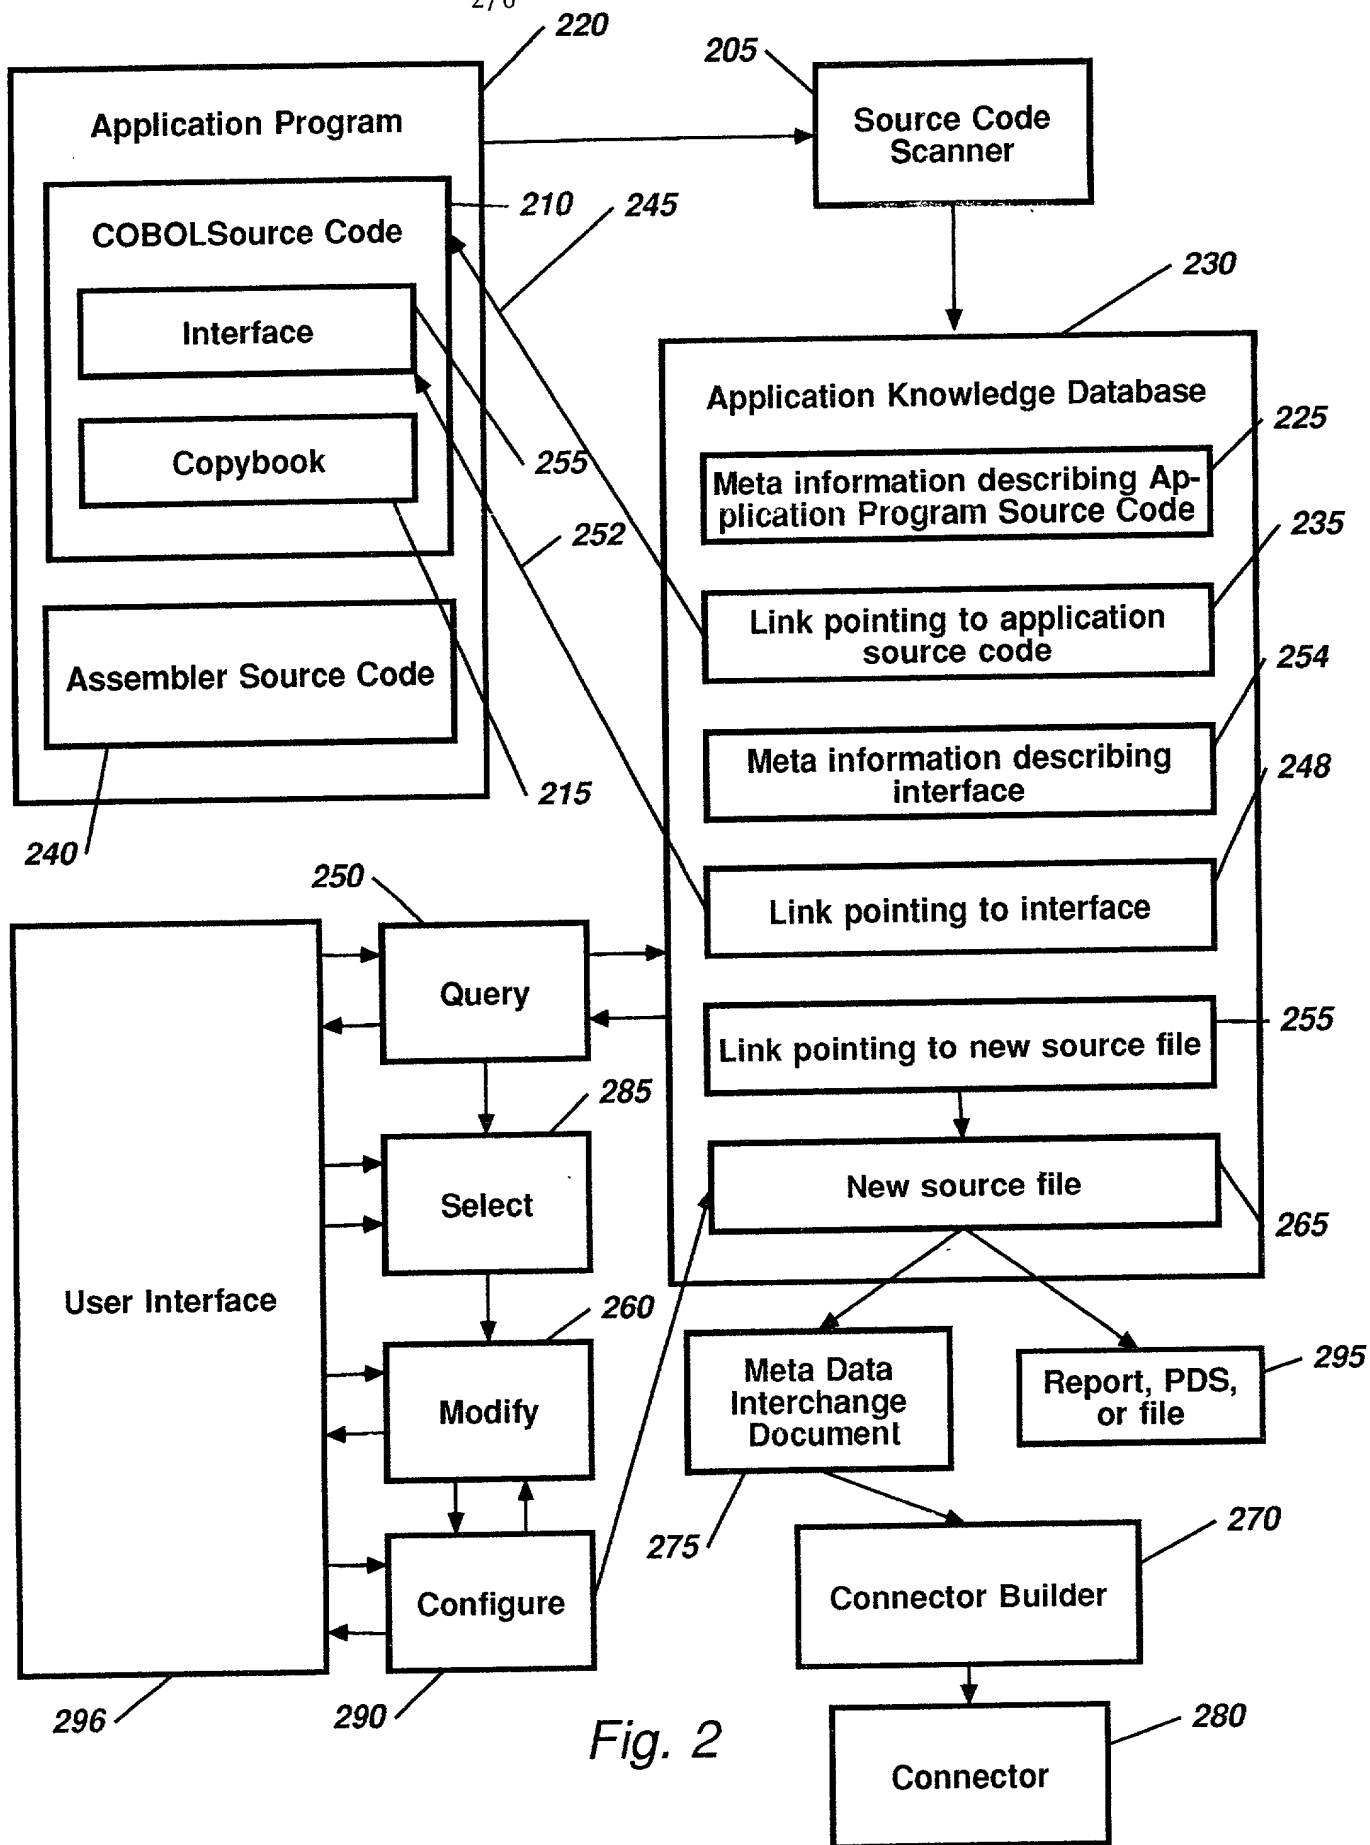 220
205
Application Program
Source Code
Scanner
210
245
COBOLSource Code
230
Interface
Application Knowledge Database
225
Copybook
255
Meta information describing Ap-
plication Program Source Code
252
235
Link pointing to application
source code
254
Assembler Source Code
Meta information describing
interface
248
215
240
250
Link pointing to interface
Query
255
Link pointing to new source file
285
New source file
Select
265
User Interface
260
Meta Data
Interchange
Document
295
Report, PDS,
or file
Modify
270
275
Connector Builder
Configure
296
290
Fig. 2
280
Connector